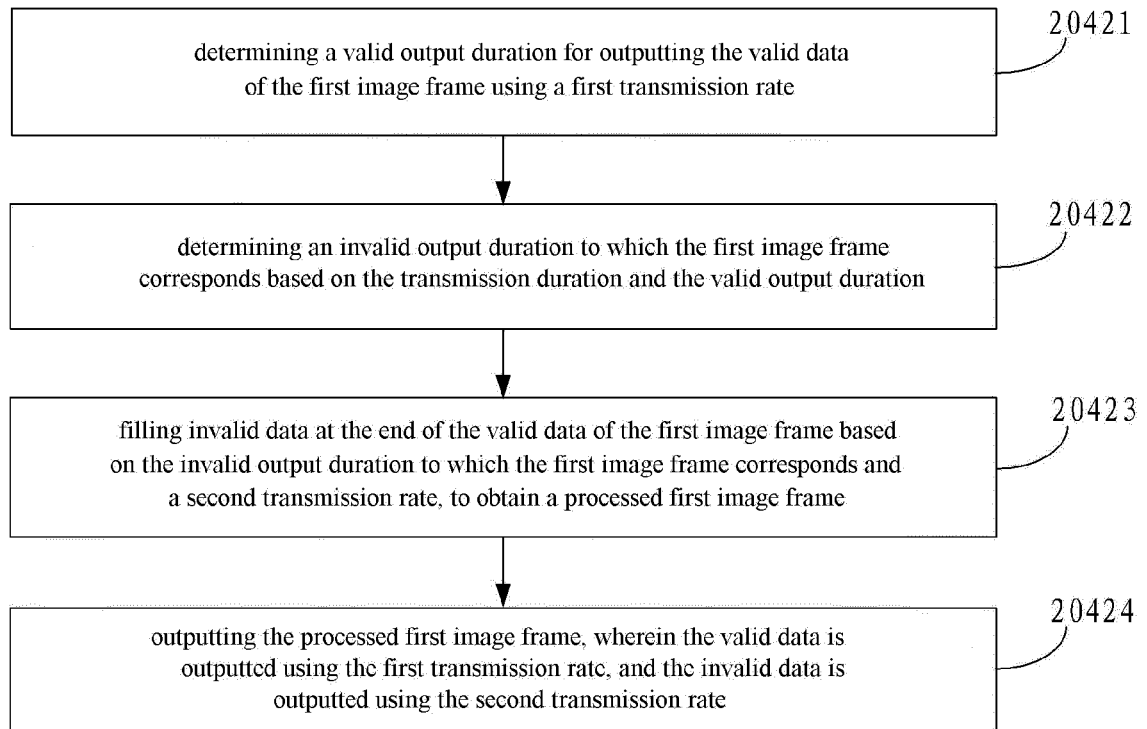 20421
determining a valid output duration for outputting the valid data
of the first image frame using a first transmission rate
20422
determining an invalid output duration to which the first image frame
corresponds based on the transmission duration and the valid output duration
20423
filling invalid data at the end of the valid data of the first image frame based
on the invalid output duration to which the first image frame corresponds and
a second transmission rate, to obtain a processed first image frame
20424
outputting the processed first image frame, wherein the valid data is
outputted using the first transmission rate, and the invalid data is
outputted using the second transmission rate